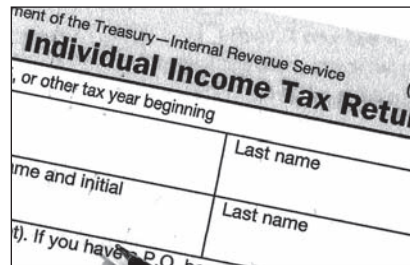 ment of the Treasury—Internal Revenue Service
Individual Income Tax Retu
, or other tax year beginning
Last name
me and initial
Last name
t). If you have a P.O. b